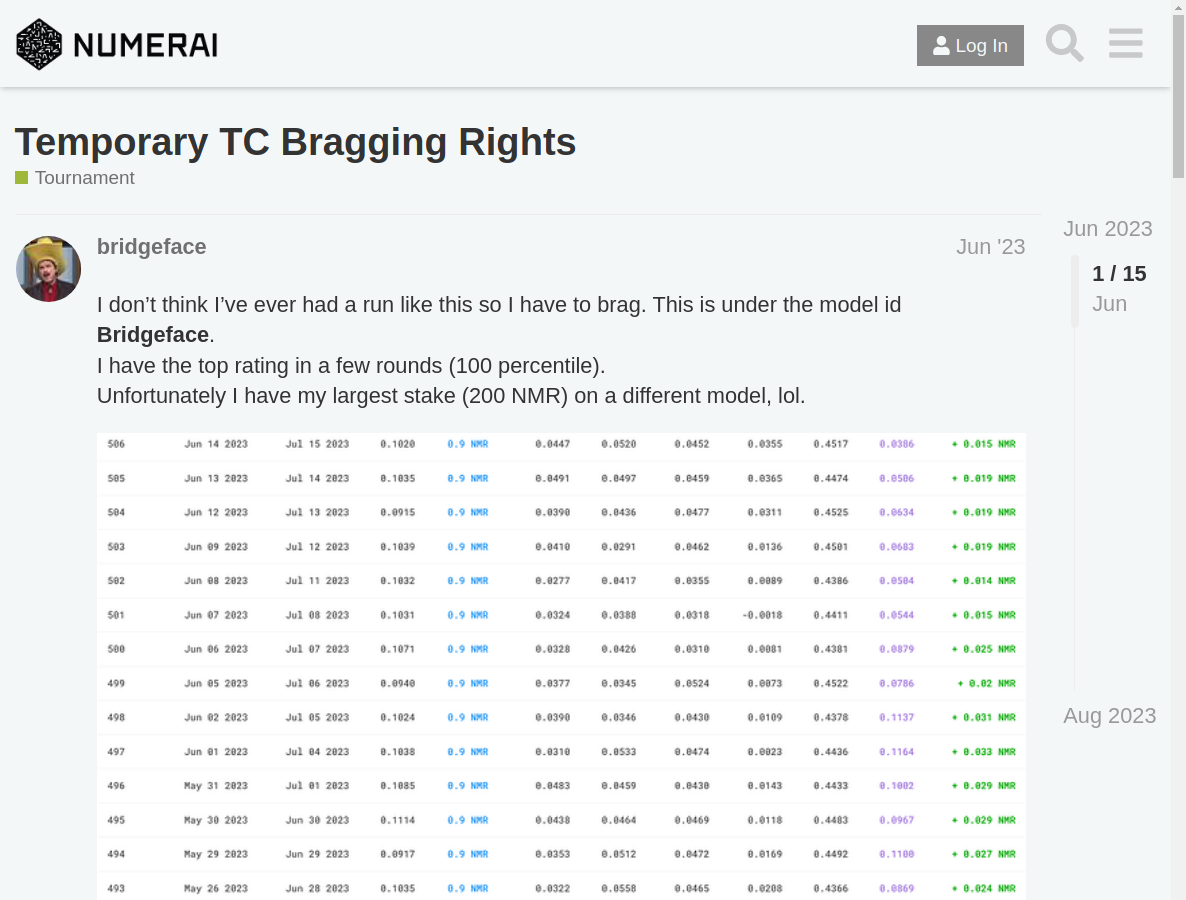 NUMERAI
Log In
Temporary TC Bragging Rights
Tournament
bridgeface
Jun '23
Jun 2023
1 / 15
Jun
Aug 2023
I don’t think I’ve ever had a run like this so I have to brag. This is under the model id
Bridgeface.
I have the top rating in a few rounds (100 percentile).
Unfortunately I have my largest stake (200 NMR) on a different model, lol.
506 Jun 14 2023 Jul 15 2023 0.1020 0.9 NMR 0.0447 0.0520 0.0452 0.0355 0.4517 0.0386 + 0.015 NMR
505 Jun 13 2023 Jul 14 2023 0.1035 0.9 NMR 0.0491 0.0497 0.0459 0.0365 0.4474 0.0506 + 0.019 NMR
504 Jun 12 2023 Jul 13 2023 0.0915 0.9 NMR 0.0390 0.0436 0.0477 0.0311 0.4525 0.0634 + 0.019 NMR
503 Jun 09 2023 Jul 12 2023 0.1039 0.9 NMR 0.0410 0.0291 0.0462 0.0136 0.4501 0.0683 + 0.019 NMR
502 Jun 08 2023 Jul 11 2023 0.1032 0.9 NMR 0.0277 0.0417 0.0355 0.0089 0.4386 0.0504 + 0.014 NMR
501 Jun 07 2023 Jul 08 2023 0.1031 0.9 NMR 0.0324 0.0388 0.0318 -0.0018 0.4411 0.0544 + 0.015 NMR
500 Jun 06 2023 Jul 07 2023 0.1071 0.9 NMR 0.0328 0.0426 0.0310 0.0081 0.4381 0.0879 + 0.025 NMR
499 Jun 05 2023 Jul 06 2023 0.0940 0.9 NMR 0.0377 0.0345 0.0524 0.0073 0.4522 0.0786 + 0.02 NMR
498 Jun 02 2023 Jul 05 2023 0.1024 0.9 NMR 0.0390 0.0346 0.0430 0.0109 0.4378 0.1137 + 0.031 NMR
497 Jun 01 2023 Jul 04 2023 0.1038 0.9 NMR 0.0310 0.0533 0.0474 0.0023 0.4436 0.1164 + 0.033 NMR
496 May 31 2023 Jul 01 2023 0.1085 0.9 NMR 0.0483 0.0459 0.0430 0.0143 0.4433 0.1002 + 0.029 NMR
495 May 30 2023 Jun 30 2023 0.1114 0.9 NMR 0.0438 0.0464 0.0469 0.0118 0.4483 0.0967 + 0.029 NMR
494 May 29 2023 Jun 29 2023 0.0917 0.9 NMR 0.0353 0.0512 0.0472 0.0169 0.4492 0.1100 + 0.027 NMR
493 May 26 2023 Jun 28 2023 0.1035 0.9 NMR 0.0322 0.0558 0.0465 0.0208 0.4366 0.0869 + 0.024 NMR